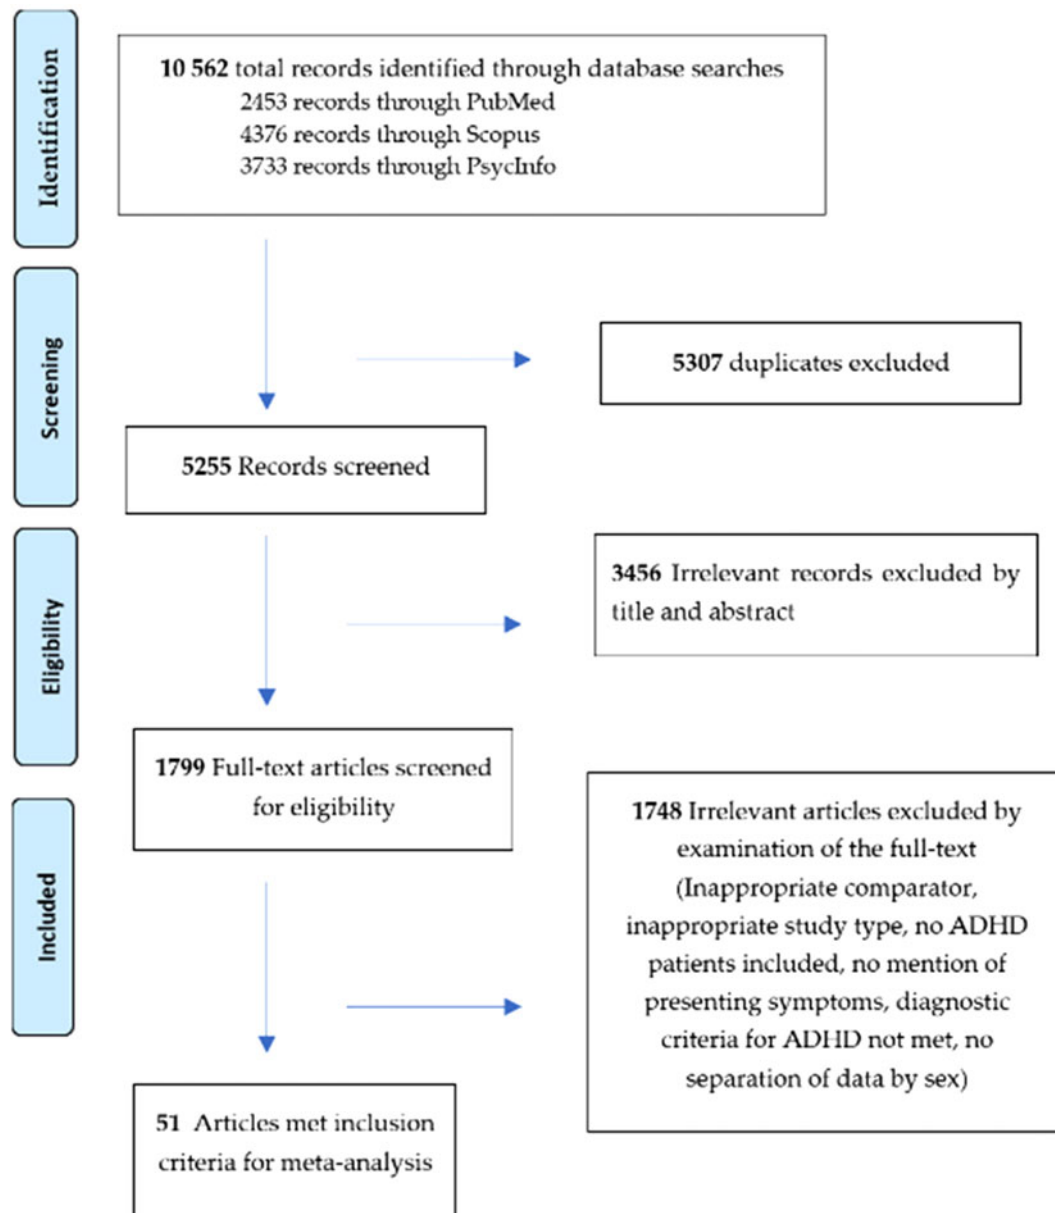 Identification
10 562 total records identified through database searches
2453 records through PubMed
4376 records through Scopus
3733 records through PsycInfo
Screening
5307 duplicates excluded
5255 Records screened
Eligibility
3456 Irrelevant records excluded by
title and abstract
1799 Full-text articles screened
for eligibility
Included
1748 Irrelevant articles excluded by
examination of the full-text
(Inappropriate comparator,
inappropriate study type, no ADHD
patients included, no mention of
presenting symptoms, diagnostic
criteria for ADHD not met, no
separation of data by sex)
51 Articles met inclusion
criteria for meta-analysis